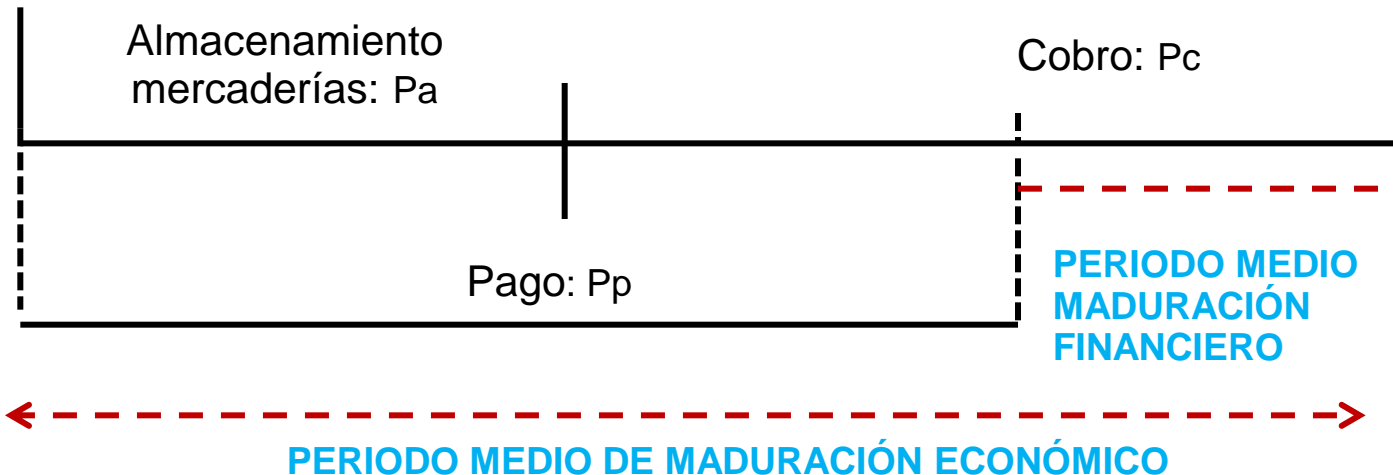 Almacenamiento
mercaderías: Pa
Cobro: Pc
Pago: Pp
PERIODO MEDIO
MADURACIÓN
FINANCIERO
PERIODO MEDIO DE MADURACIÓN ECONÓMICO